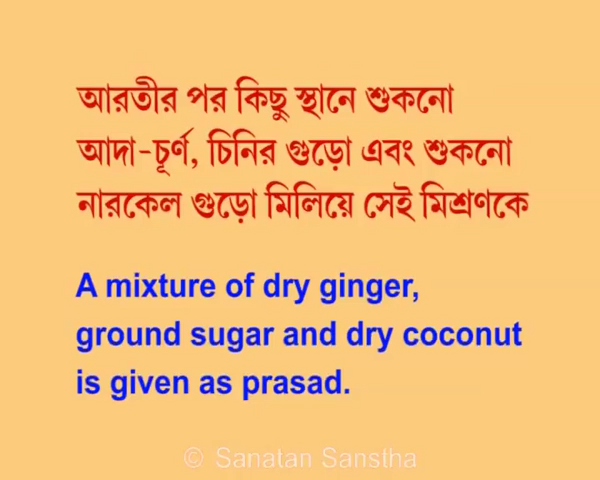 আরতীর পর কিছু স্থানে শুকনো
আদা-চূর্ণ, চিনির গুড়ো এবং শুকনো
নারকেল গুড়ো মিলিয়ে সেই মিশ্রণকে
A mixture of dry ginger,
ground sugar and dry coconut
is given as prasad.
© Sanatan Sanstha